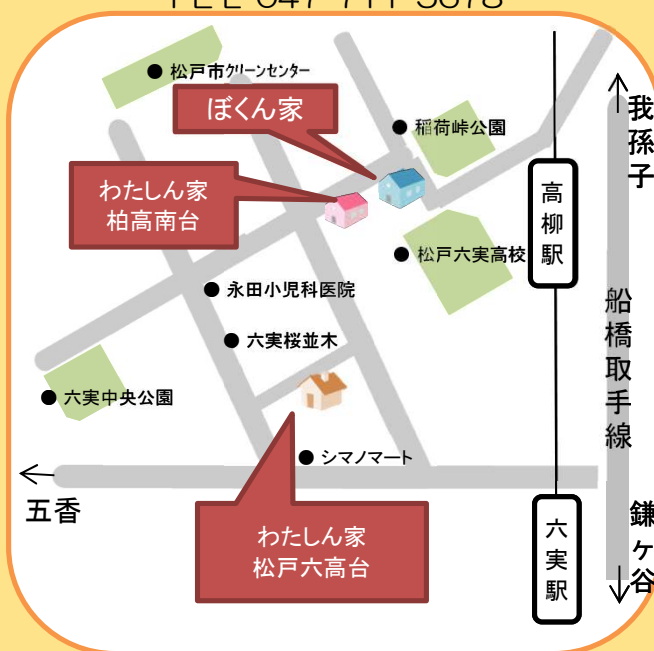 松戸市クリーンセンター
ぼくん家
稲荷峠公園
我孫子
わたしん家
柏高南台
高柳駅
松戸六実高校
永田小児科医院
船橋取手線
六実桜並木
六実中央公園
シマノマート
五香
わたしん家
松戸六高台
六実駅
鎌ヶ谷